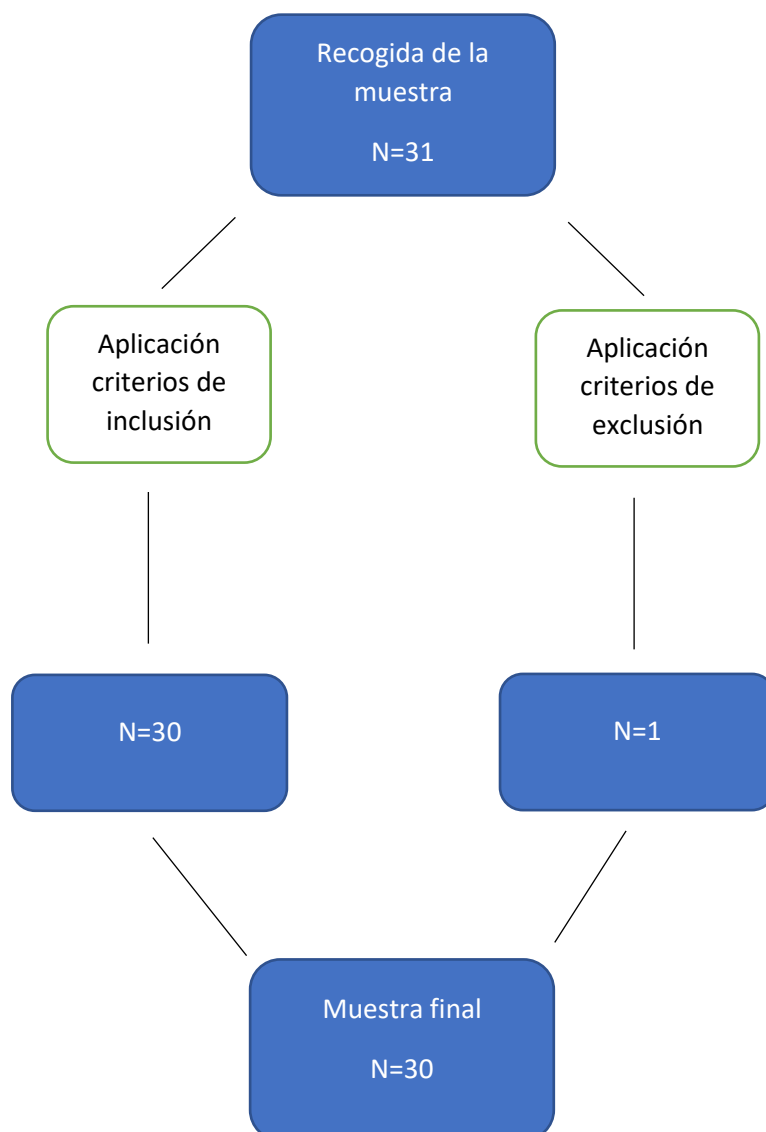 Recogida de la
muestra
N=31
Aplicación
criterios de
inclusión
Aplicación
criterios de
exclusión
N=30
N=1
Muestra final
N=30